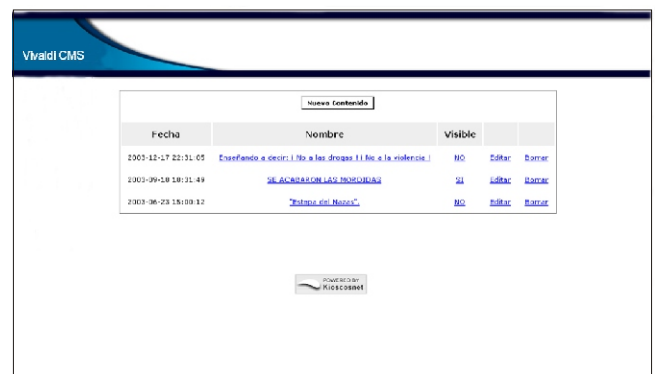 Vivaldi CMS
Nuevo Contenido
Fecha Nombre Visible
2003-12-17 22:31:05 Enseñando a decir: ¡ No a las drogas ! ¡ No a la violencia ! NO Editar Borrar
2003-09-18 18:31:49 SE ACABARON LAS MORDIDAS SI Editar Borrar
2003-06-23 15:00:12 "Estepa del Nazas". NO Editar Borrar
POWERED BY
Kioscosnet